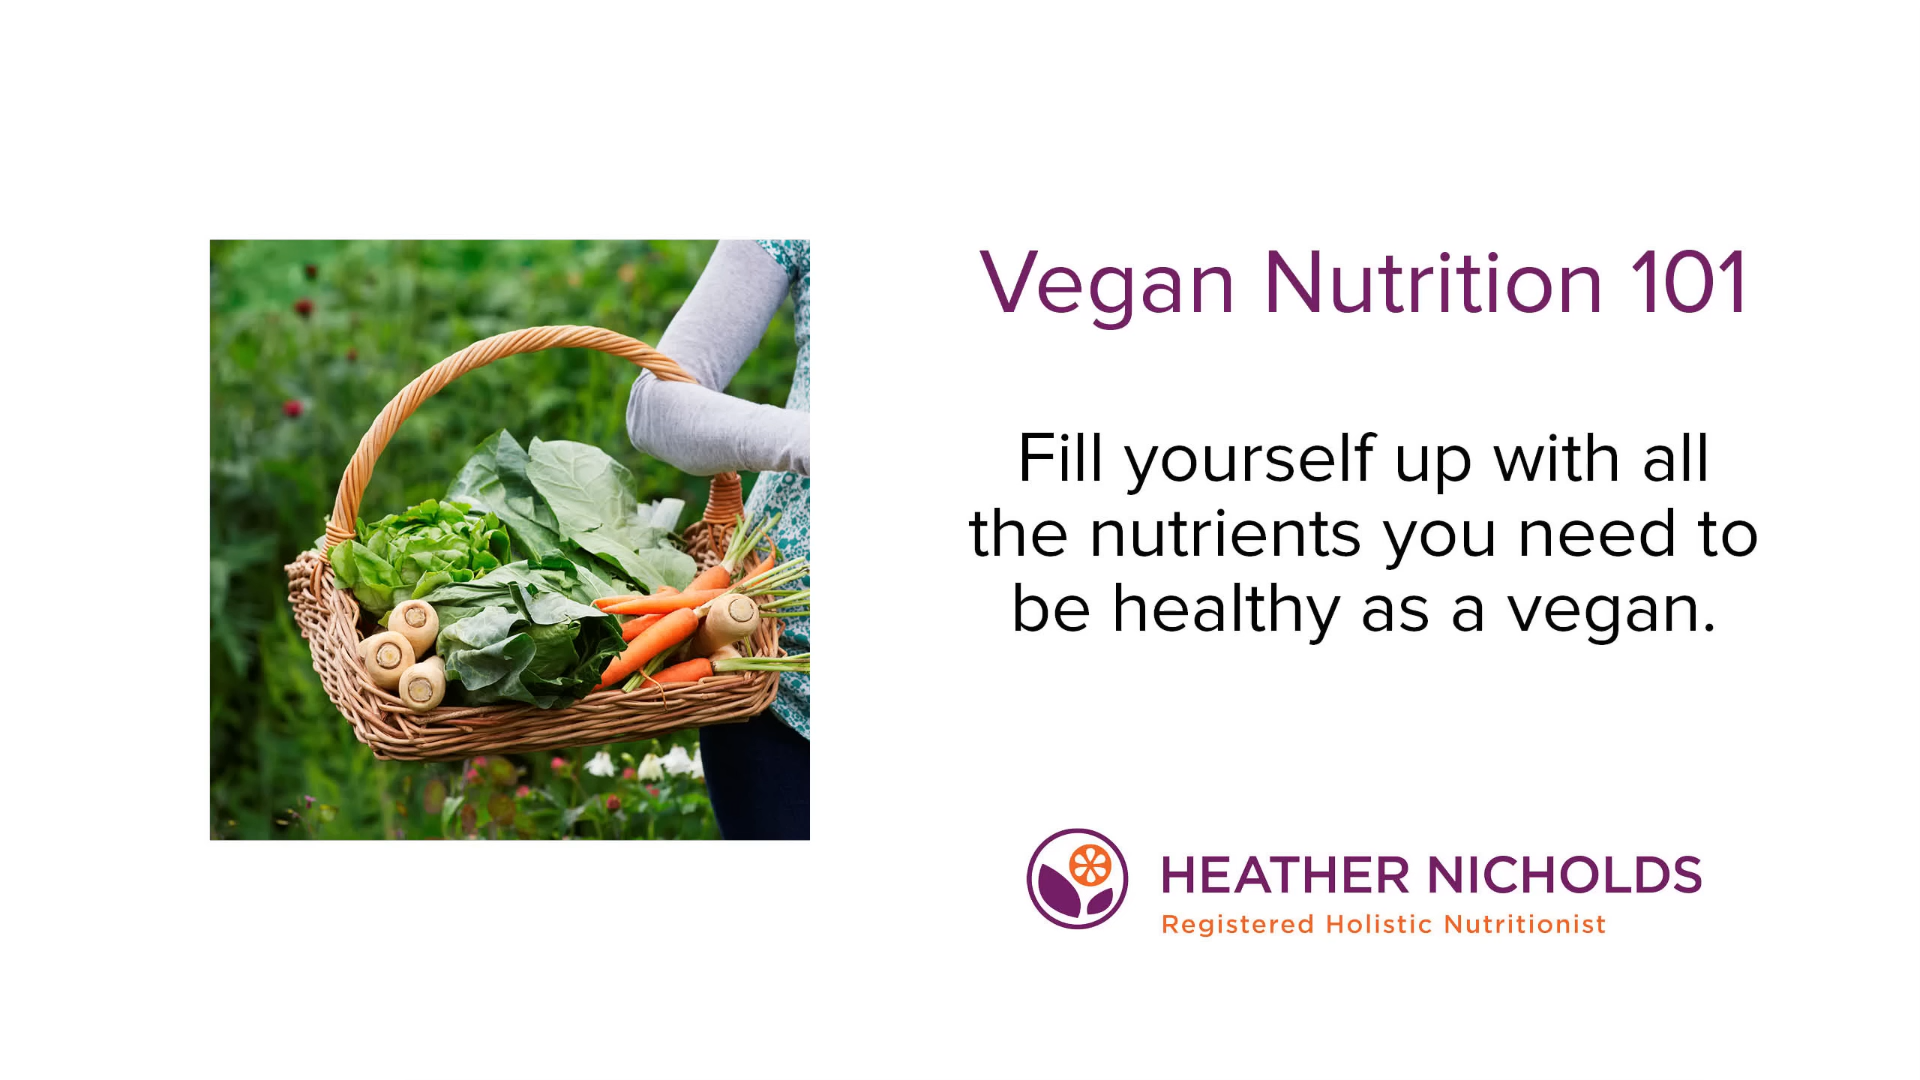 Vegan Nutrition 101
Fill yourself up with all
the nutrients you need to
be healthy as a vegan.
HEATHER NICHOLDS
Registered Holistic Nutritionist